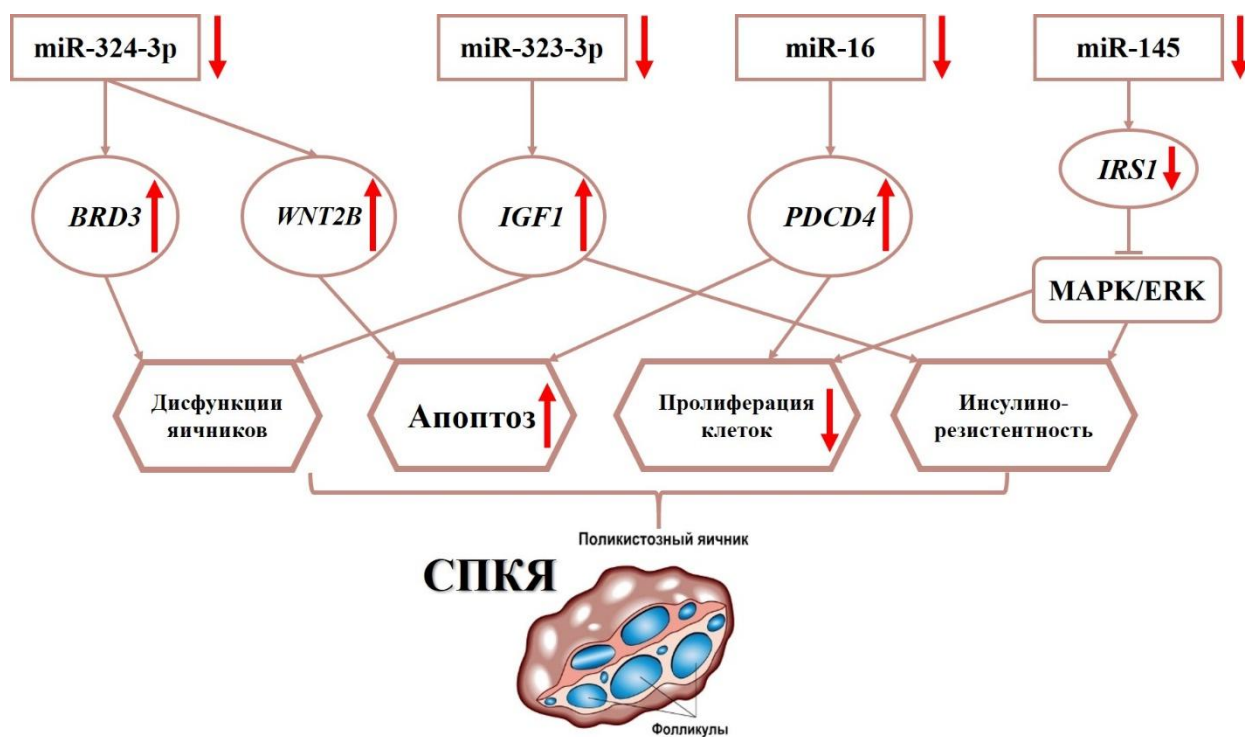 miR-324-3p
miR-323-3p
miR-16
miR-145
BRD3
WNT2B
IGF1
PDCD4
IRS1
MAPK/ERK
Дисфункции
яичников
Апоптоз
Пролиферация
клеток
Инсулино-
резистентность
Поликистозный яичник
СПКЯ
Фолликулы